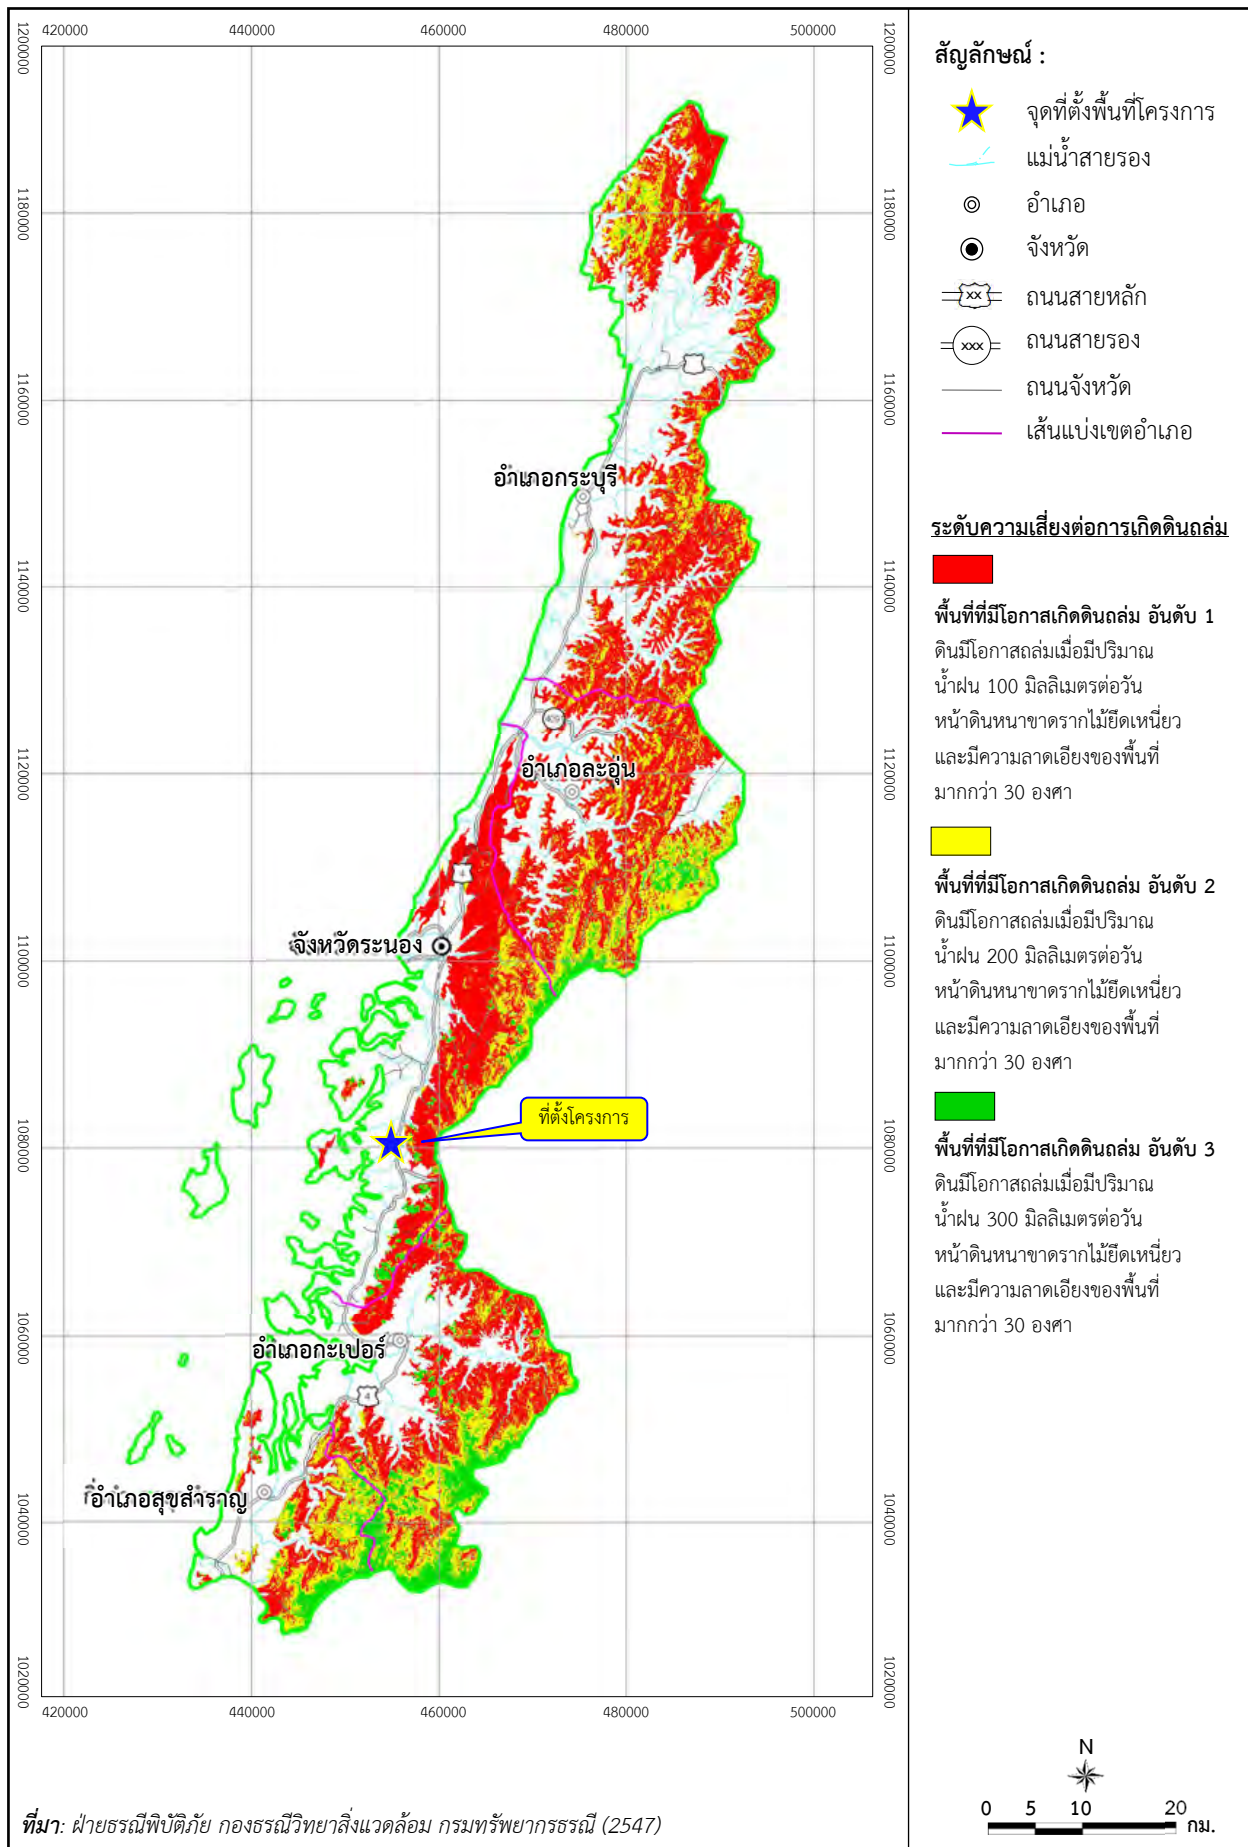 420000 440000 460000 480000 500000
1200000 1200000
1180000 1180000
1160000 1160000
1140000 1140000
1120000 1120000
1100000 1100000
1080000 1080000
1060000 1060000
1040000 1040000
1020000 1020000
420000 440000 460000 480000 500000
อำเภอกระบุรี
อำเภอละอุ่น
4
จังหวัดระนอง
ที่ตั้งโครงการ
อำเภอกะเปอร์
4
อำเภอสุขสำราญ
ที่มา: ฝ่ายธรณีพิบัติภัย กองธรณีวิทยาสิ่งแวดล้อม กรมทรัพยากรธรณี (2547)
สัญลักษณ์ :
จุดที่ตั้งพื้นที่โครงการ
แม่น้ำสายรอง
อำเภอ
จังหวัด
xx ถนนสายหลัก
xxx ถนนสายรอง
ถนนจังหวัด
เส้นแบ่งเขตอำเภอ
ระดับความเสี่ยงต่อการเกิดดินถล่ม
พื้นที่ที่มีโอกาสเกิดดินถล่ม อันดับ 1
ดินมีโอกาสถล่มเมื่อมีปริมาณ
น้ำฝน 100 มิลลิเมตรต่อวัน
หน้าดินหนาขาดรากไม้ยึดเหนี่ยว
และมีความลาดเอียงของพื้นที่
มากกว่า 30 องศา
พื้นที่ที่มีโอกาสเกิดดินถล่ม อันดับ 2
ดินมีโอกาสถล่มเมื่อมีปริมาณ
น้ำฝน 200 มิลลิเมตรต่อวัน
หน้าดินหนาขาดรากไม้ยึดเหนี่ยว
และมีความลาดเอียงของพื้นที่
มากกว่า 30 องศา
พื้นที่ที่มีโอกาสเกิดดินถล่ม อันดับ 3
ดินมีโอกาสถล่มเมื่อมีปริมาณ
น้ำฝน 300 มิลลิเมตรต่อวัน
หน้าดินหนาขาดรากไม้ยึดเหนี่ยว
และมีความลาดเอียงของพื้นที่
มากกว่า 30 องศา
N
0 5 10 20
กม.